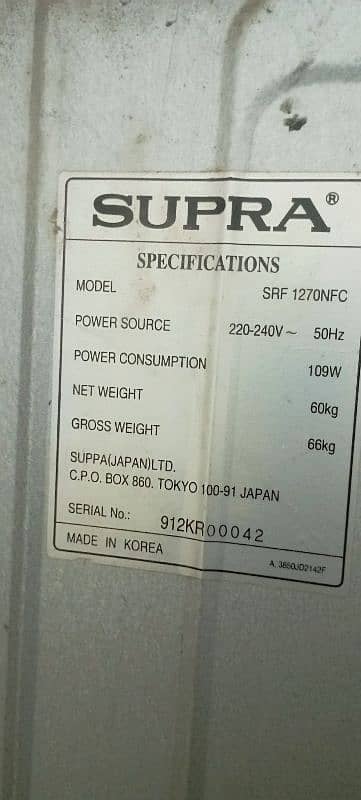 SUPRA®
SPECIFICATIONS
MODEL SRF 1270NFC
POWER SOURCE 220-240V~ 50Hz
POWER CONSUMPTION 109W
NET WEIGHT 60kg
GROSS WEIGHT 66kg
SUPPA(JAPAN)LTD.
C.P.O. BOX 860. TOKYO 100-91 JAPAN
SERIAL No.: 912KR00042
MADE IN KOREA A. 3850JD2142F